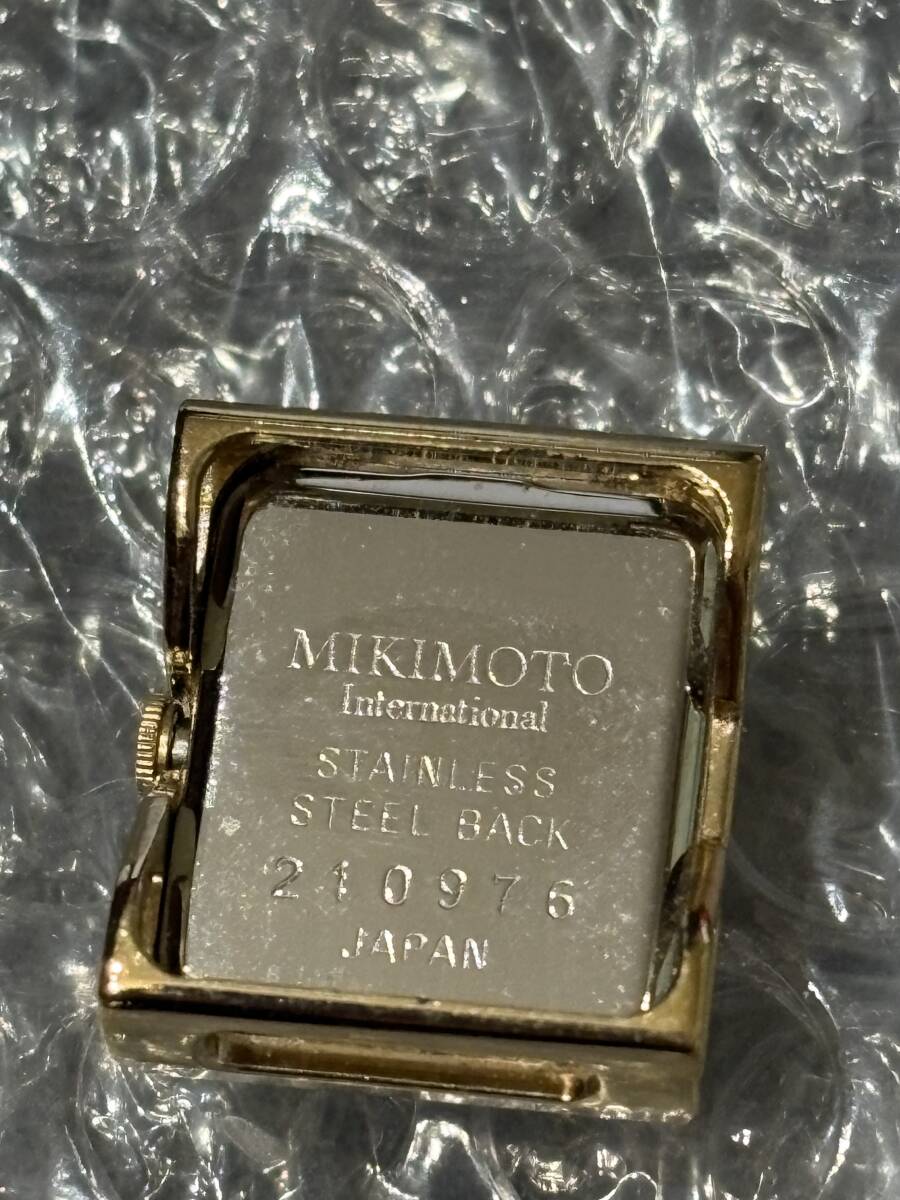 MIKIMOTO
International
STAINLESS
STEEL BACK
210976
JAPAN